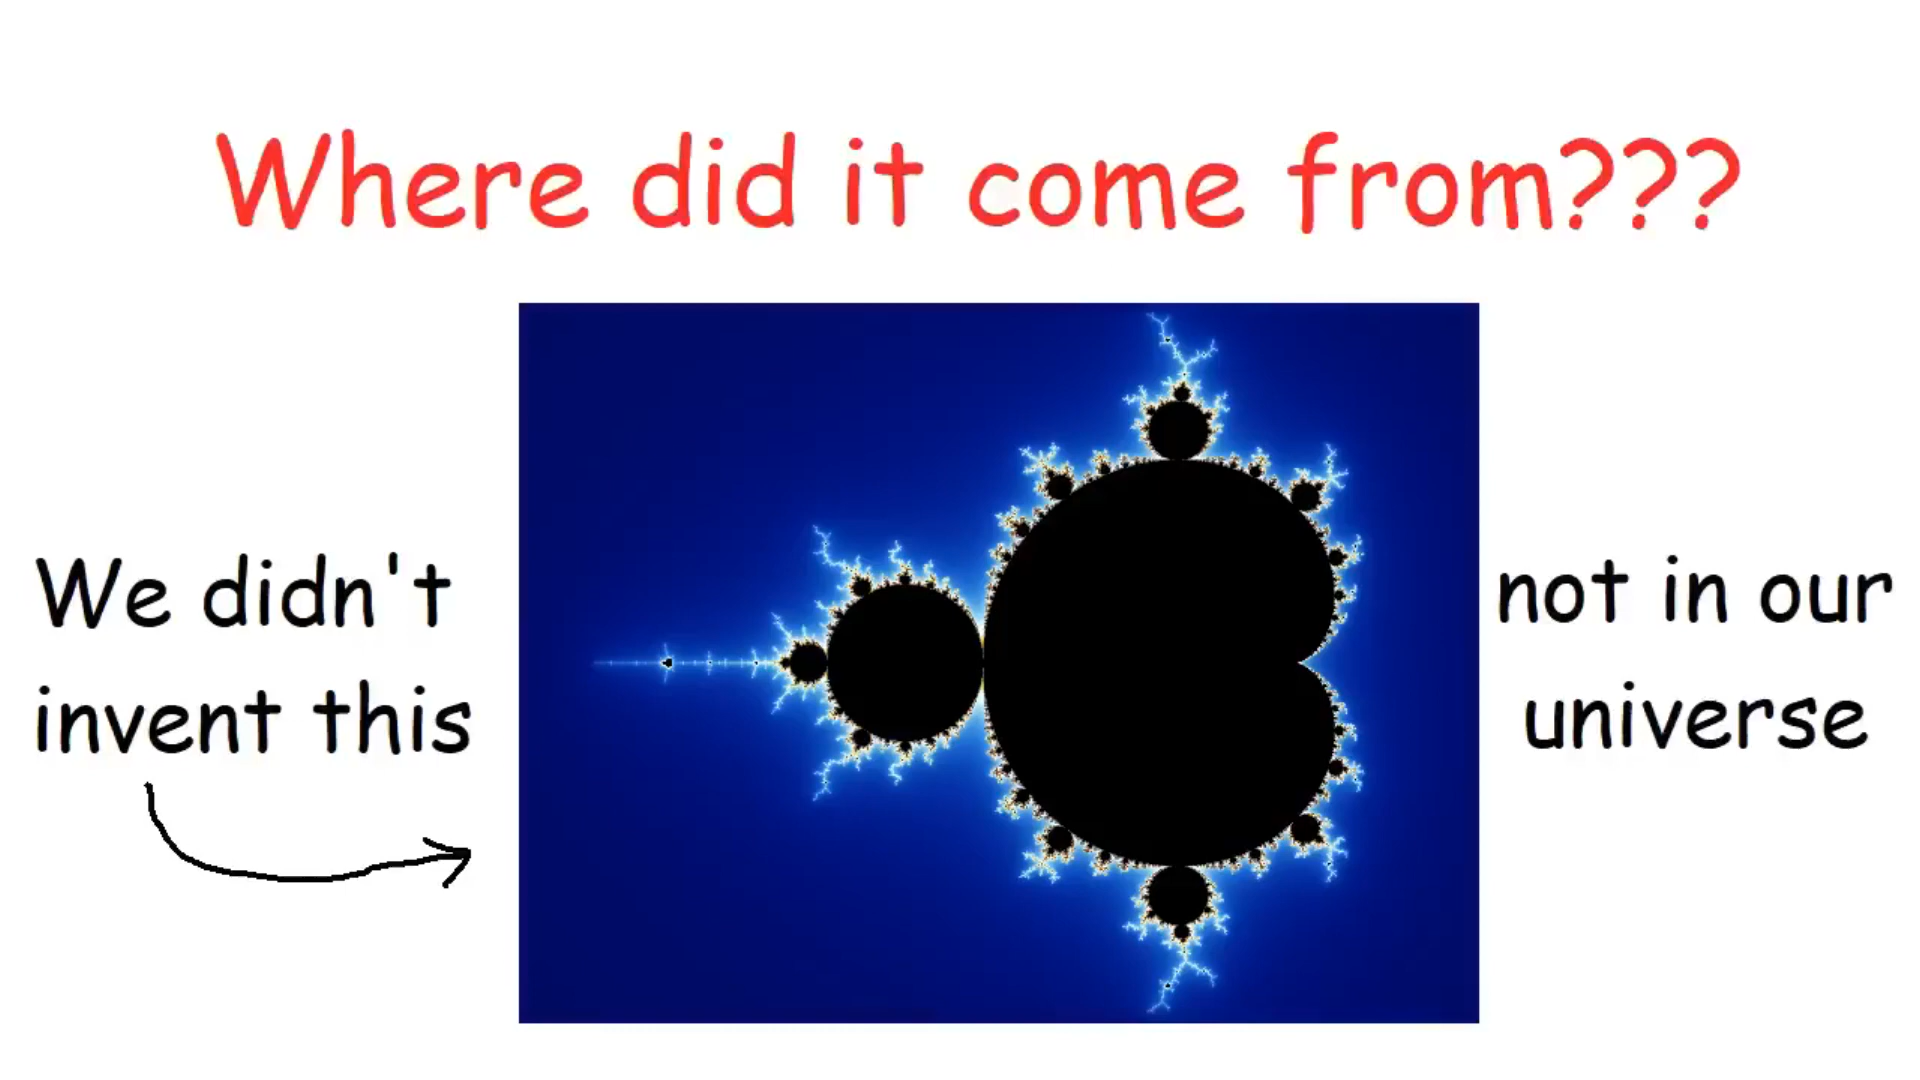 Where did it come from???
We didn't
invent this
not in our
universe